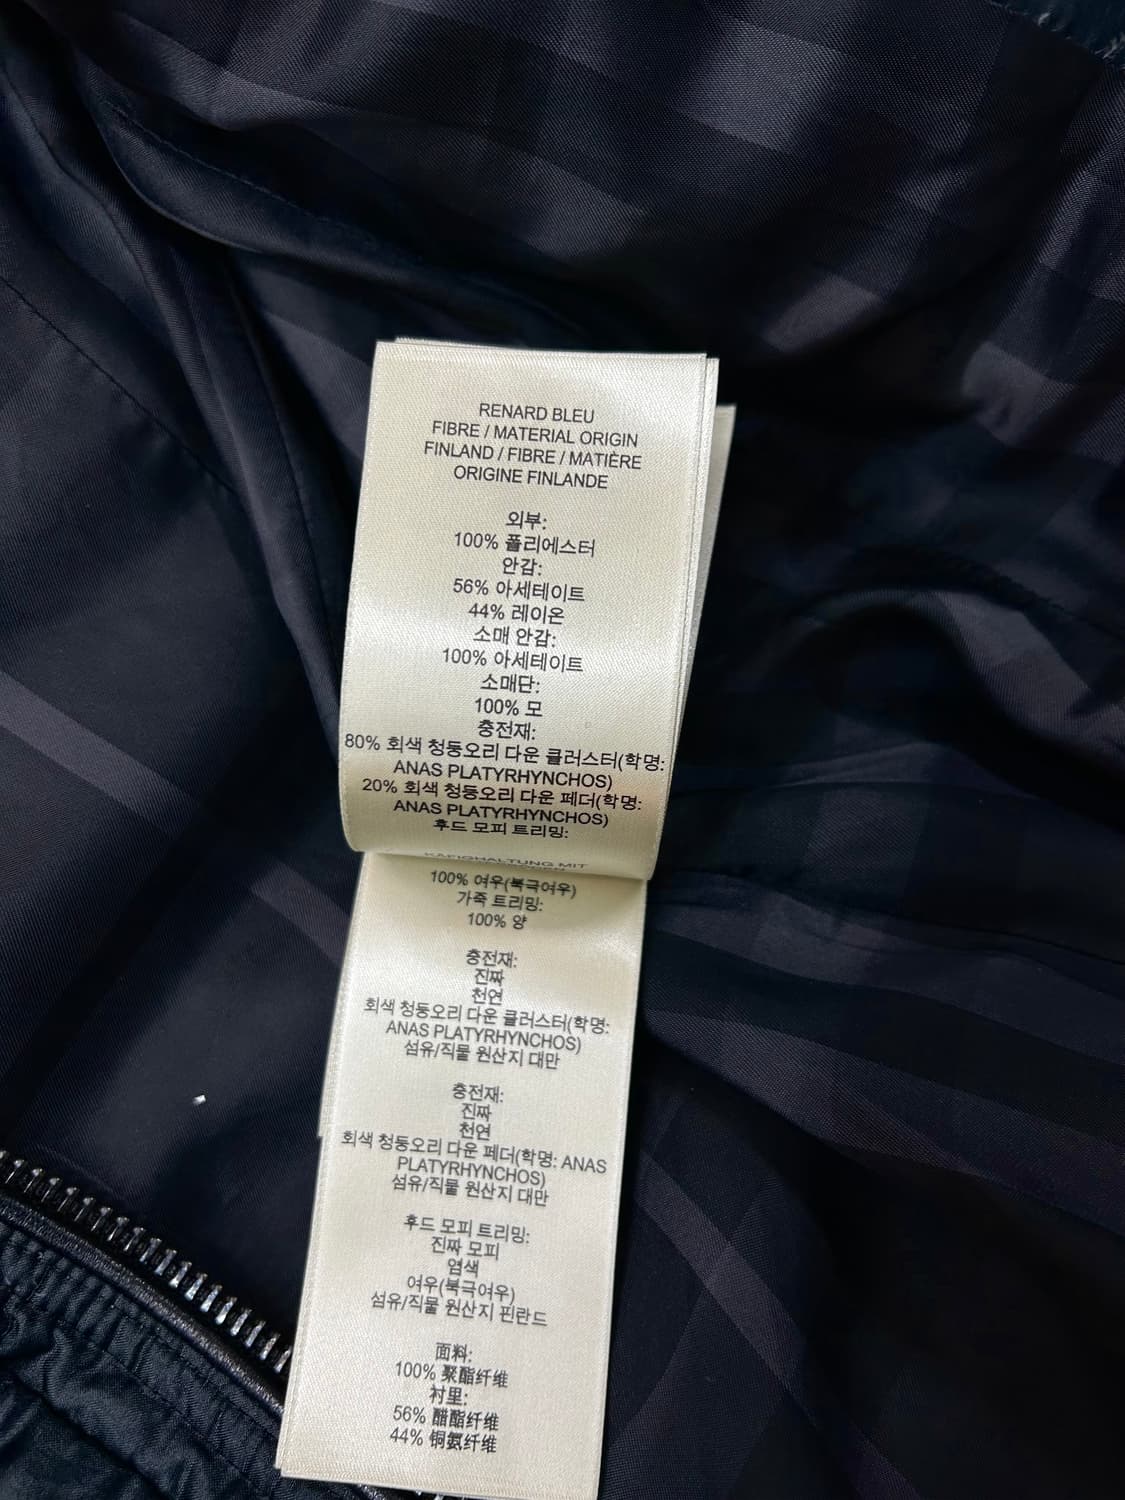 RENARD BLEU
FIBRE / MATERIAL ORIGIN
FINLAND / FIBRE / MATIÈRE
ORIGINE FINLANDE
외부:
100% 폴리에스터
안감:
56% 아세테이트
44% 레이온
소매 안감:
100% 아세테이트
소매단:
100% 모
충전재:
80% 회색 청둥오리 다운 클러스터(학명:
ANAS PLATYRHYNCHOS)
20% 회색 청둥오리 다운 페더(학명:
ANAS PLATYRHYNCHOS)
후드 모피 트리밍:
KAFIGHALTUNG MIT
100% 여우(북극여우)
가죽 트리밍:
100% 양
충전재:
진짜
천연
회색 청둥오리 다운 클러스터(학명:
ANAS PLATYRHYNCHOS)
섬유/직물 원산지 대만
충전재:
진짜
천연
회색 청둥오리 다운 페더(학명: ANAS
PLATYRHYNCHOS)
섬유/직물 원산지 대만
후드 모피 트리밍:
진짜 모피
염색
여우(북극여우)
섬유/직물 원산지 핀란드
面料:
100% 聚酯纤维
衬里:
56% 醋酯纤维
44% 铜氨纤维